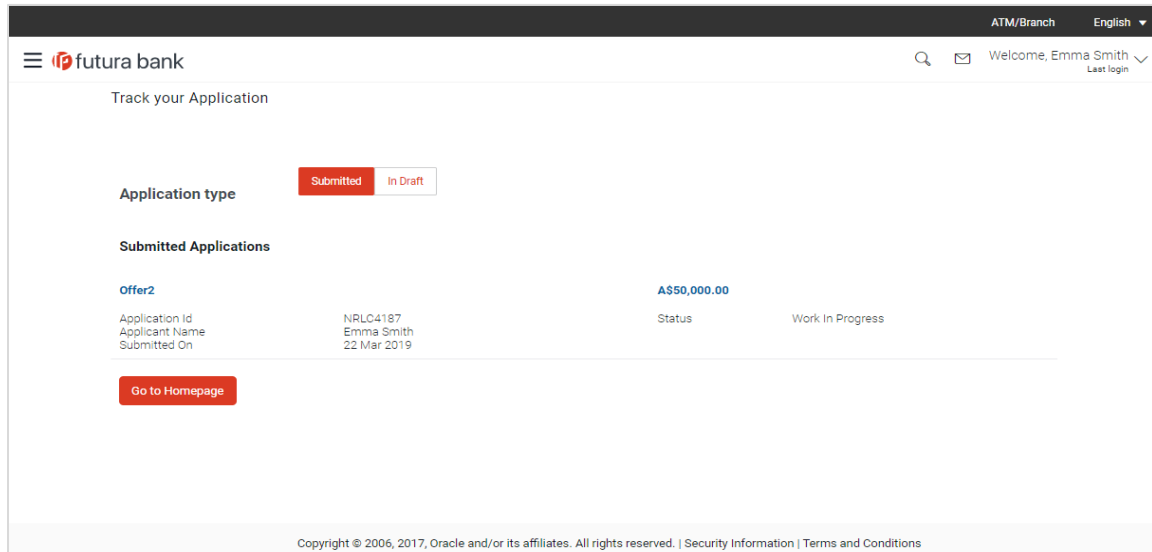 ATM/Branch English
futura bank Welcome, Emma Smith
Last login
Track your Application
Application type Submitted In Draft
Submitted Applications
Offer2 A$50,000.00
Application Id NRLC4187 Status Work In Progress
Applicant Name Emma Smith
Submitted On 22 Mar 2019
Go to Homepage
Copyright © 2006, 2017, Oracle and/or its affiliates. All rights reserved. | Security Information | Terms and Conditions